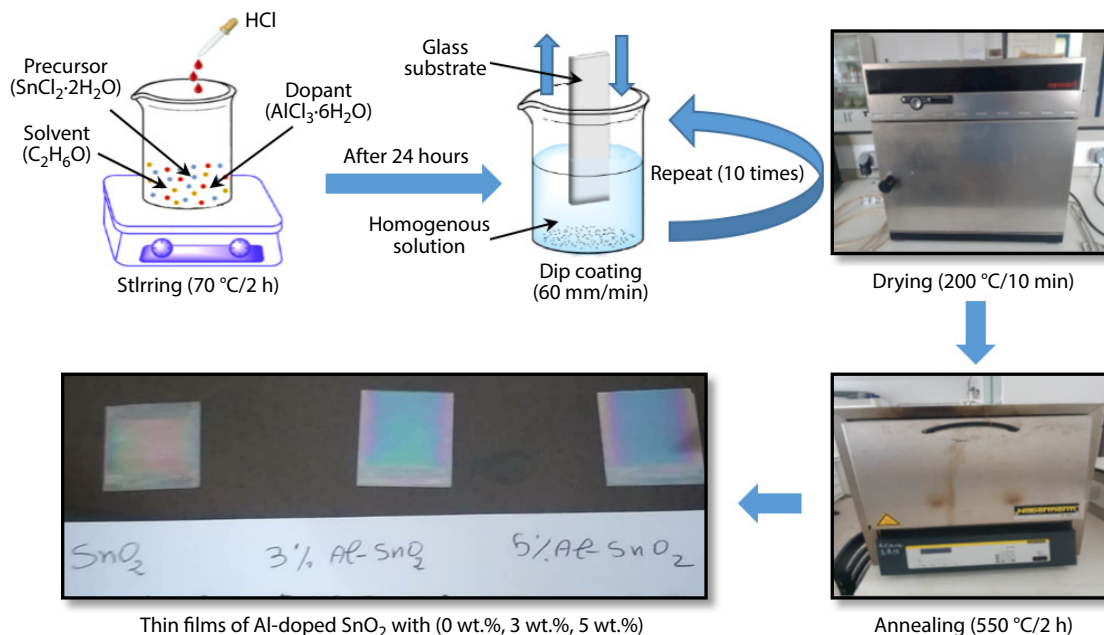 HCl
Precursor
(SnCl₂·2H₂O)
Solvent
(C₂H₆O)
Dopant
(AlCl₃·6H₂O)
StIrring (70 °C/2 h)
After 24 hours
Glass
substrate
Homogenous
solution
Repeat (10 times)
Dip coating
(60 mm/min)
Drying (200 °C/10 min)
SnO₂
3% Al-SnO₂
5% Al-SnO₂
Thin films of Al-doped SnO₂ with (0 wt.%, 3 wt.%, 5 wt.%)
Nabertherm
Annealing (550 °C/2 h)